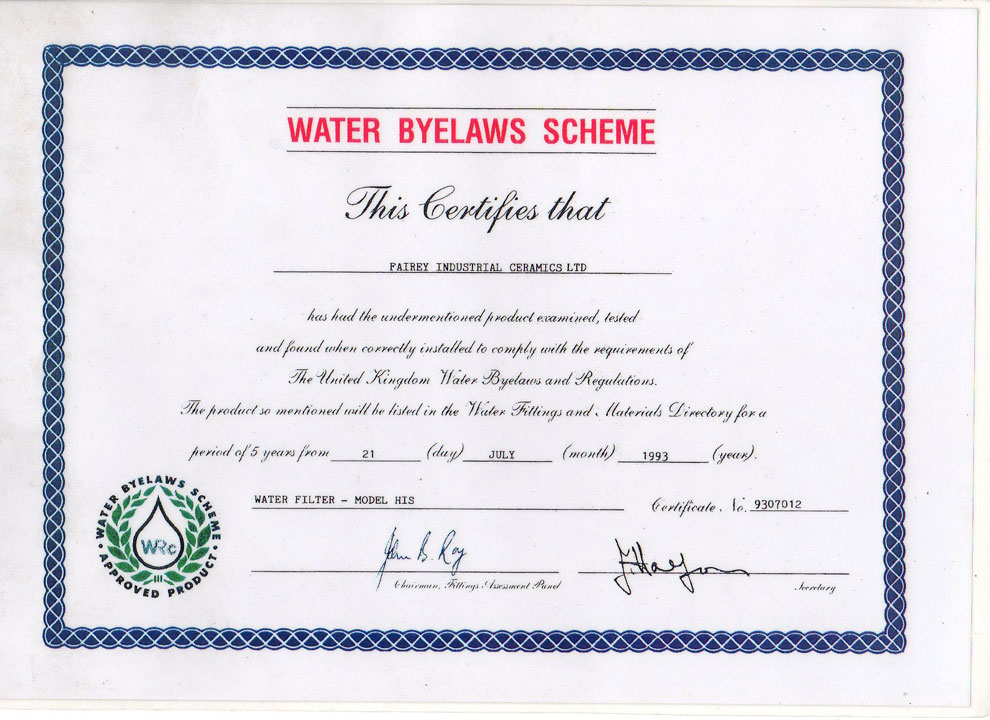 WATER BYELAWS SCHEME
This Certifies that
FAIREY INDUSTRIAL CERAMICS LTD
has had the undermentioned product examined, tested
and found when correctly installed to comply with the requirements of
The United Kingdom Water Byelaws and Regulations.
The product so mentioned will be listed in the Water Fittings and Materials Directory for a
period of 5 years from 21 (day) JULY (month) 1993 (year).
WATER FILTER - MODEL HIS
Certificate No. 9307012
WATER BYELAWS SCHEME
WRc
APPROVED PRODUCT
John B. Roy
Chairman, Fittings Assessment Panel
Secretary